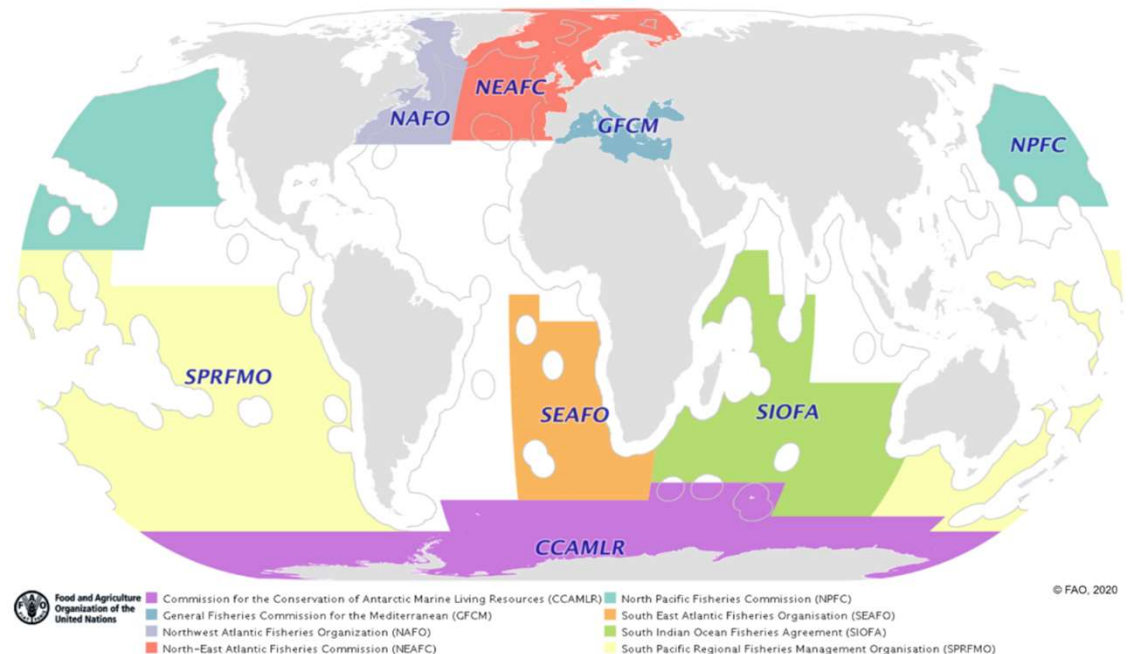 NEAFC
NAFO
GFCM
NPFC
SPRFMO
SEAFO
SIOFA
CCAMLR
© FAO, 2020
F A O
FIAT PANIS
Food and Agriculture
Organization of the
United Nations
Commission for the Conservation of Antarctic Marine Living Resources (CCAMLR)
General Fisheries Commission for the Mediterranean (GFCM)
Northwest Atlantic Fisheries Organization (NAFO)
North-East Atlantic Fisheries Commission (NEAFC)
North Pacific Fisheries Commission (NPFC)
South East Atlantic Fisheries Organisation (SEAFO)
South Indian Ocean Fisheries Agreement (SIOFA)
South Pacific Regional Fisheries Management Organisation (SPRFMO)